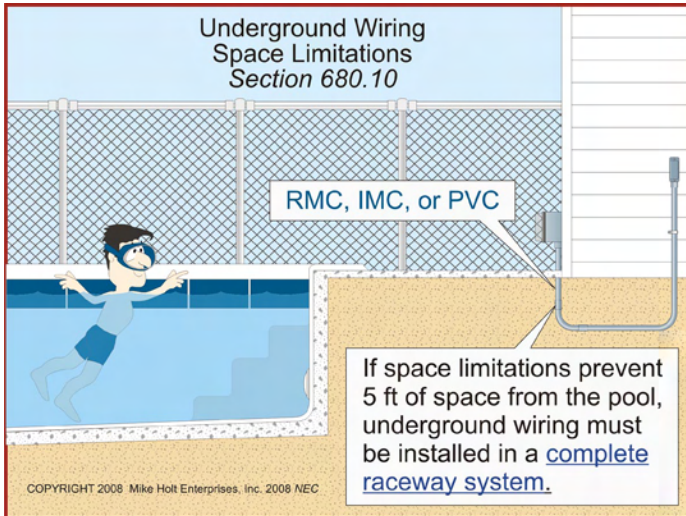 Underground Wiring
Space Limitations
Section 680.10
RMC, IMC, or PVC
If space limitations prevent
5 ft of space from the pool,
underground wiring must
be installed in a complete
raceway system.
COPYRIGHT 2008 Mike Holt Enterprises, Inc. 2008 NEC